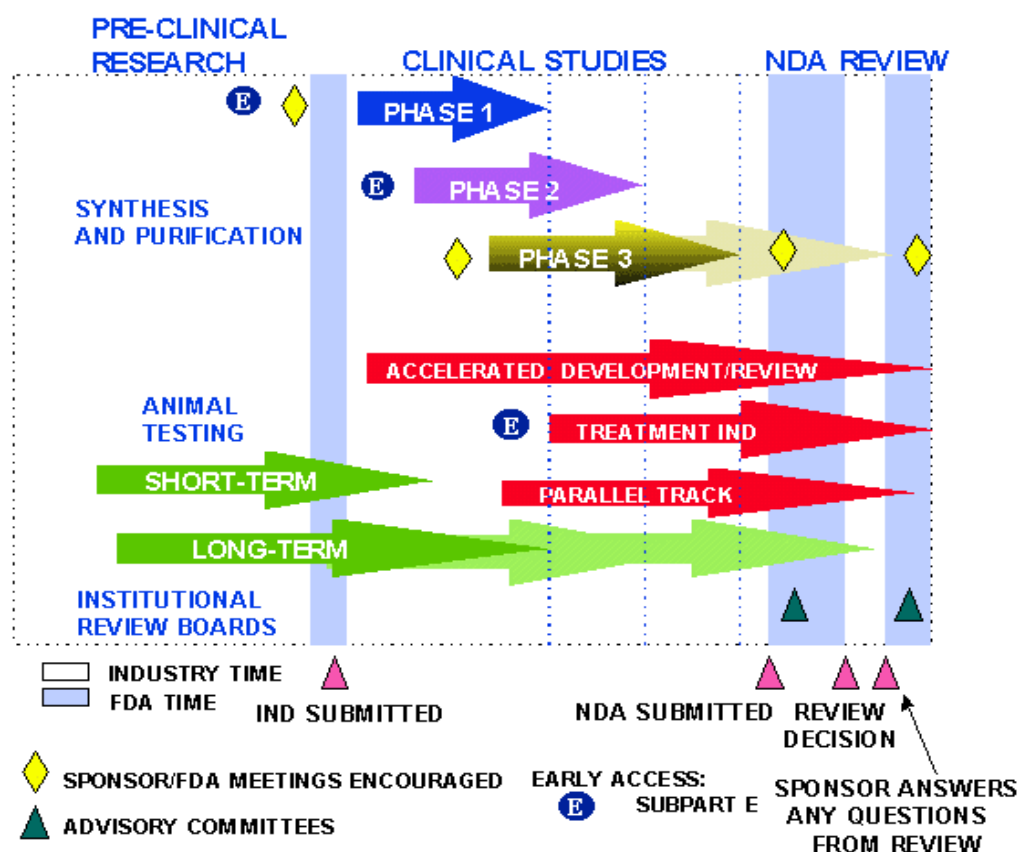 PRE-CLINICAL
RESEARCH
CLINICAL STUDIES
NDA REVIEW
E
PHASE 1
E
PHASE 2
SYNTHESIS
AND PURIFICATION
PHASE 3
ACCELERATED DEVELOPMENT/REVIEW
ANIMAL
TESTING
E
TREATMENT IND
SHORT-TERM
PARALLEL TRACK
LONG-TERM
INSTITUTIONAL
REVIEW BOARDS
INDUSTRY TIME
FDA TIME
IND SUBMITTED
NDA SUBMITTED
REVIEW
DECISION
SPONSOR/FDA MEETINGS ENCOURAGED
ADVISORY COMMITTEES
EARLY ACCESS:
E SUBPART E
SPONSOR ANSWERS
ANY QUESTIONS
FROM REVIEW